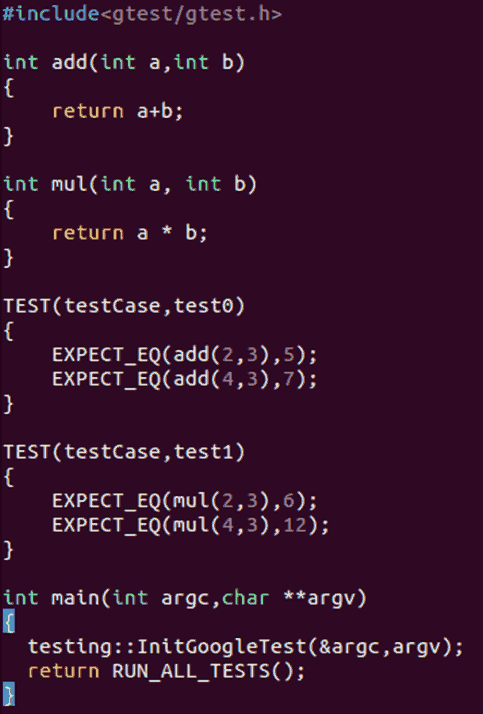 #include<gtest/gtest.h>

int add(int a,int b)
{
    return a+b;
}

int mul(int a, int b)
{
    return a * b;
}

TEST(testCase,test0)
{
    EXPECT_EQ(add(2,3),5);
    EXPECT_EQ(add(4,3),7);
}

TEST(testCase,test1)
{
    EXPECT_EQ(mul(2,3),6);
    EXPECT_EQ(mul(4,3),12);
}

int main(int argc,char **argv)
{
  testing::InitGoogleTest(&argc,argv);
  return RUN_ALL_TESTS();
}